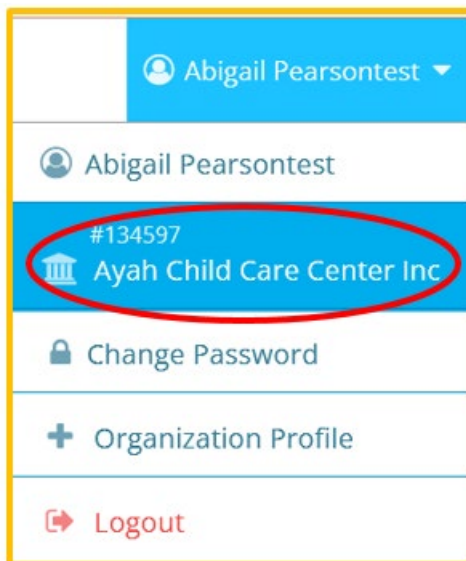 Abigail Pearsontest
Abigail Pearsontest
#134597
Ayah Child Care Center Inc
Change Password
Organization Profile
Logout